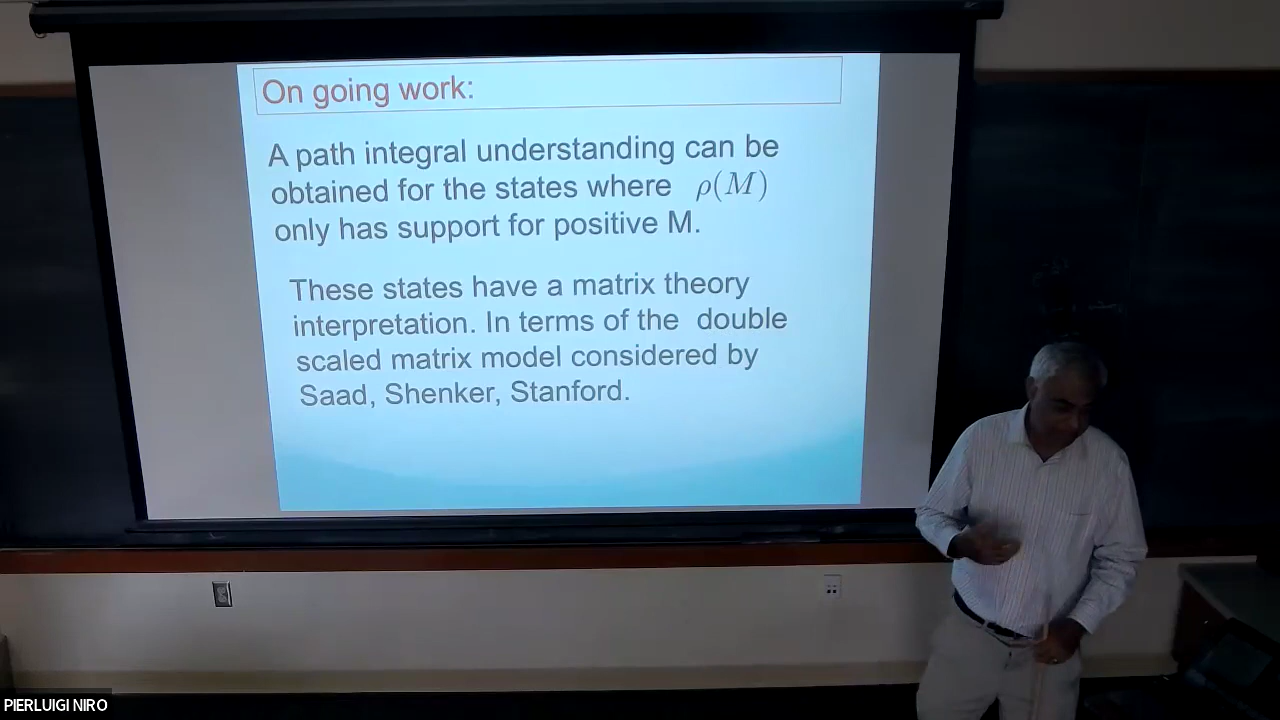 On going work:
A path integral understanding can be
obtained for the states where ρ(M)
only has support for positive M.
These states have a matrix theory
interpretation. In terms of the double
scaled matrix model considered by
Saad, Shenker, Stanford.
PIERLUIGI NIRO